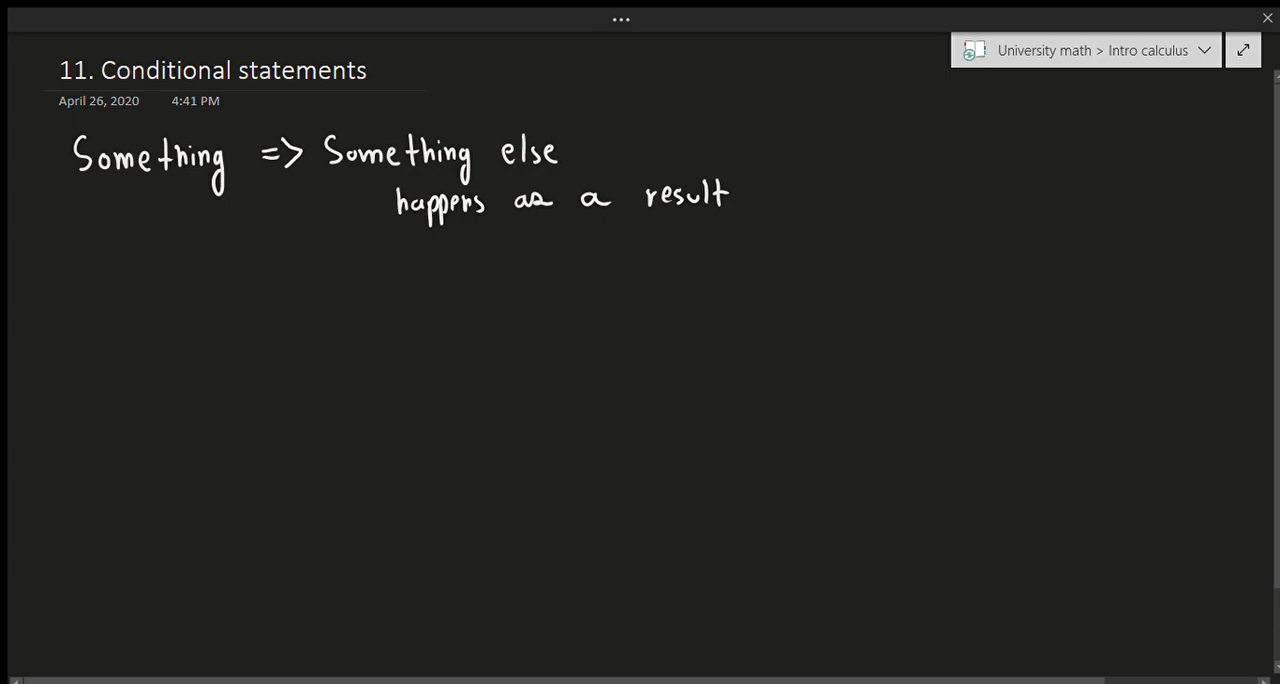 University math > Intro calculus
11. Conditional statements
April 26, 2020 4:41 PM
Something => Something else
happens as a result